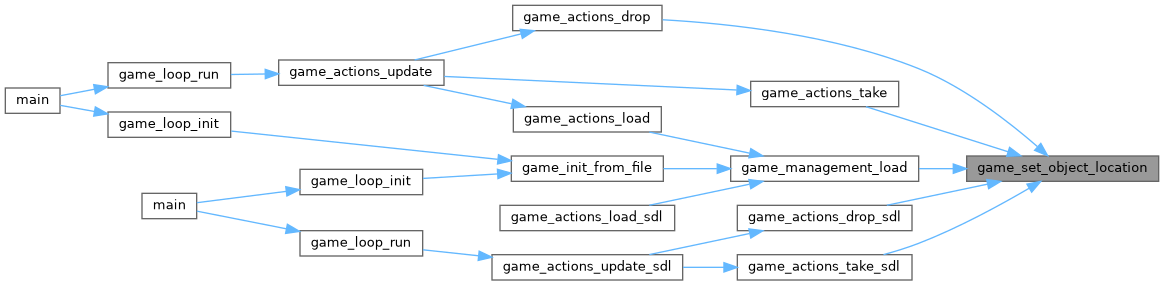 game_actions_drop
game_loop_run
game_actions_update
main
game_actions_take
game_loop_init
game_actions_load
game_init_from_file
game_management_load
game_set_object_location
game_loop_init
main
game_actions_load_sdl
game_actions_drop_sdl
game_loop_run
game_actions_update_sdl
game_actions_take_sdl